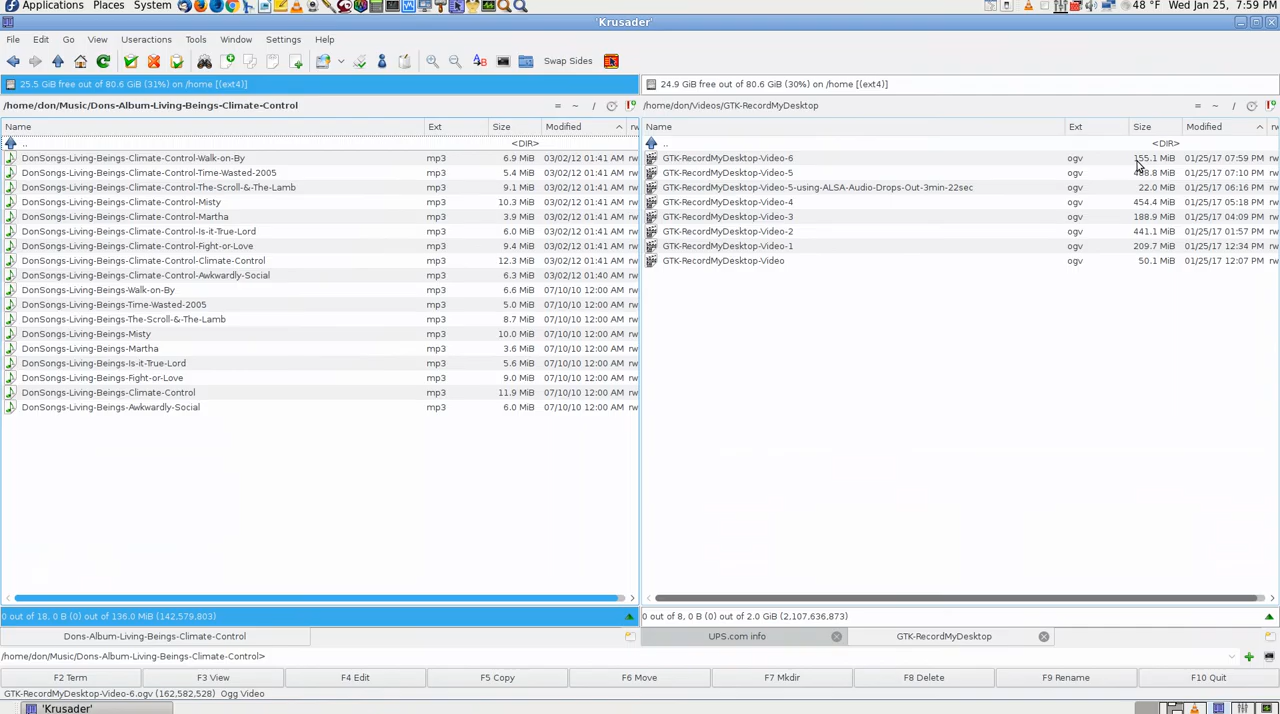 Applications Places System 48 °F Wed Jan 25, 7:59 PM
'Krusader'
File Edit Go View Useractions Tools Window Settings Help
Swap Sides
25.5 GiB free out of 80.6 GiB (31%) on /home [(ext4)] 24.9 GiB free out of 80.6 GiB (30%) on /home [(ext4)]
/home/don/Music/Dons-Album-Living-Beings-Climate-Control = ~ / /home/don/Videos/GTK-RecordMyDesktop = ~ /
Name Ext Size Modified rw Name Ext Size Modified rw
.. <DIR> .. <DIR>
DonSongs-Living-Beings-Climate-Control-Walk-on-By mp3 6.9 MiB 03/02/12 01:41 AM rw GTK-RecordMyDesktop-Video-6 ogv 155.1 MiB 01/25/17 07:59 PM rw
DonSongs-Living-Beings-Climate-Control-Time-Wasted-2005 mp3 5.4 MiB 03/02/12 01:41 AM rw GTK-RecordMyDesktop-Video-5 ogv MiB 01/25/17 07:10 PM rw
DonSongs-Living-Beings-Climate-Control-The-Scroll-&-The-Lamb mp3 9.1 MiB 03/02/12 01:41 AM rw GTK-RecordMyDesktop-Video-5-using-ALSA-Audio-Drops-Out-3min-22sec ogv 22.0 MiB 01/25/17 06:16 PM rw
DonSongs-Living-Beings-Climate-Control-Misty mp3 10.3 MiB 03/02/12 01:41 AM rw GTK-RecordMyDesktop-Video-4 ogv 454.4 MiB 01/25/17 05:18 PM rw
DonSongs-Living-Beings-Climate-Control-Martha mp3 3.9 MiB 03/02/12 01:41 AM rw GTK-RecordMyDesktop-Video-3 ogv 188.9 MiB 01/25/17 04:09 PM rw
DonSongs-Living-Beings-Climate-Control-Is-it-True-Lord mp3 6.0 MiB 03/02/12 01:41 AM rw GTK-RecordMyDesktop-Video-2 ogv 441.1 MiB 01/25/17 01:57 PM rw
DonSongs-Living-Beings-Climate-Control-Fight-or-Love mp3 9.4 MiB 03/02/12 01:41 AM rw GTK-RecordMyDesktop-Video-1 ogv 209.7 MiB 01/25/17 12:34 PM rw
DonSongs-Living-Beings-Climate-Control-Climate-Control mp3 12.3 MiB 03/02/12 01:41 AM rw GTK-RecordMyDesktop-Video ogv 50.1 MiB 01/25/17 12:07 PM rw
DonSongs-Living-Beings-Climate-Control-Awkwardly-Social mp3 6.3 MiB 03/02/12 01:40 AM rw
DonSongs-Living-Beings-Walk-on-By mp3 6.6 MiB 07/10/10 12:00 AM rw
DonSongs-Living-Beings-Time-Wasted-2005 mp3 5.0 MiB 07/10/10 12:00 AM rw
DonSongs-Living-Beings-The-Scroll-&-The-Lamb mp3 8.7 MiB 07/10/10 12:00 AM rw
DonSongs-Living-Beings-Misty mp3 10.0 MiB 07/10/10 12:00 AM rw
DonSongs-Living-Beings-Martha mp3 3.6 MiB 07/10/10 12:00 AM rw
DonSongs-Living-Beings-Is-it-True-Lord mp3 5.6 MiB 07/10/10 12:00 AM rw
DonSongs-Living-Beings-Fight-or-Love mp3 9.0 MiB 07/10/10 12:00 AM rw
DonSongs-Living-Beings-Climate-Control mp3 11.9 MiB 07/10/10 12:00 AM rw
DonSongs-Living-Beings-Awkwardly-Social mp3 6.0 MiB 07/10/10 12:00 AM rw
0 out of 18, 0 B (0) out of 136.0 MiB (142,579,803) 0 out of 8, 0 B (0) out of 2.0 GiB (2,107,636,873)
Dons-Album-Living-Beings-Climate-Control UPS.com info GTK-RecordMyDesktop
/home/don/Music/Dons-Album-Living-Beings-Climate-Control>
F2 Term F3 View F4 Edit F5 Copy F6 Move F7 Mkdir F8 Delete F9 Rename F10 Quit
GTK-RecordMyDesktop-Video-6.ogv (162,582,528) Ogg Video
'Krusader'